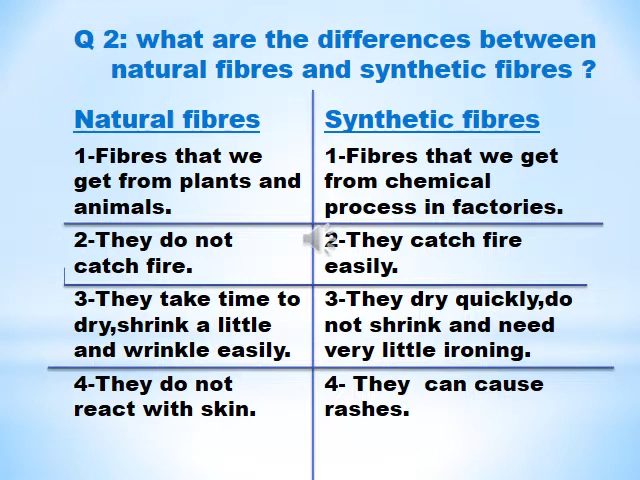 Q 2: what are the differences between
natural fibres and synthetic fibres ?
Natural fibres
1-Fibres that we
get from plants and
animals.
2-They do not
catch fire.
3-They take time to
dry,shrink a little
and wrinkle easily.
4-They do not
react with skin.
Synthetic fibres
1-Fibres that we get
from chemical
process in factories.
2-They catch fire
easily.
3-They dry quickly,do
not shrink and need
very little ironing.
4- They  can cause
rashes.